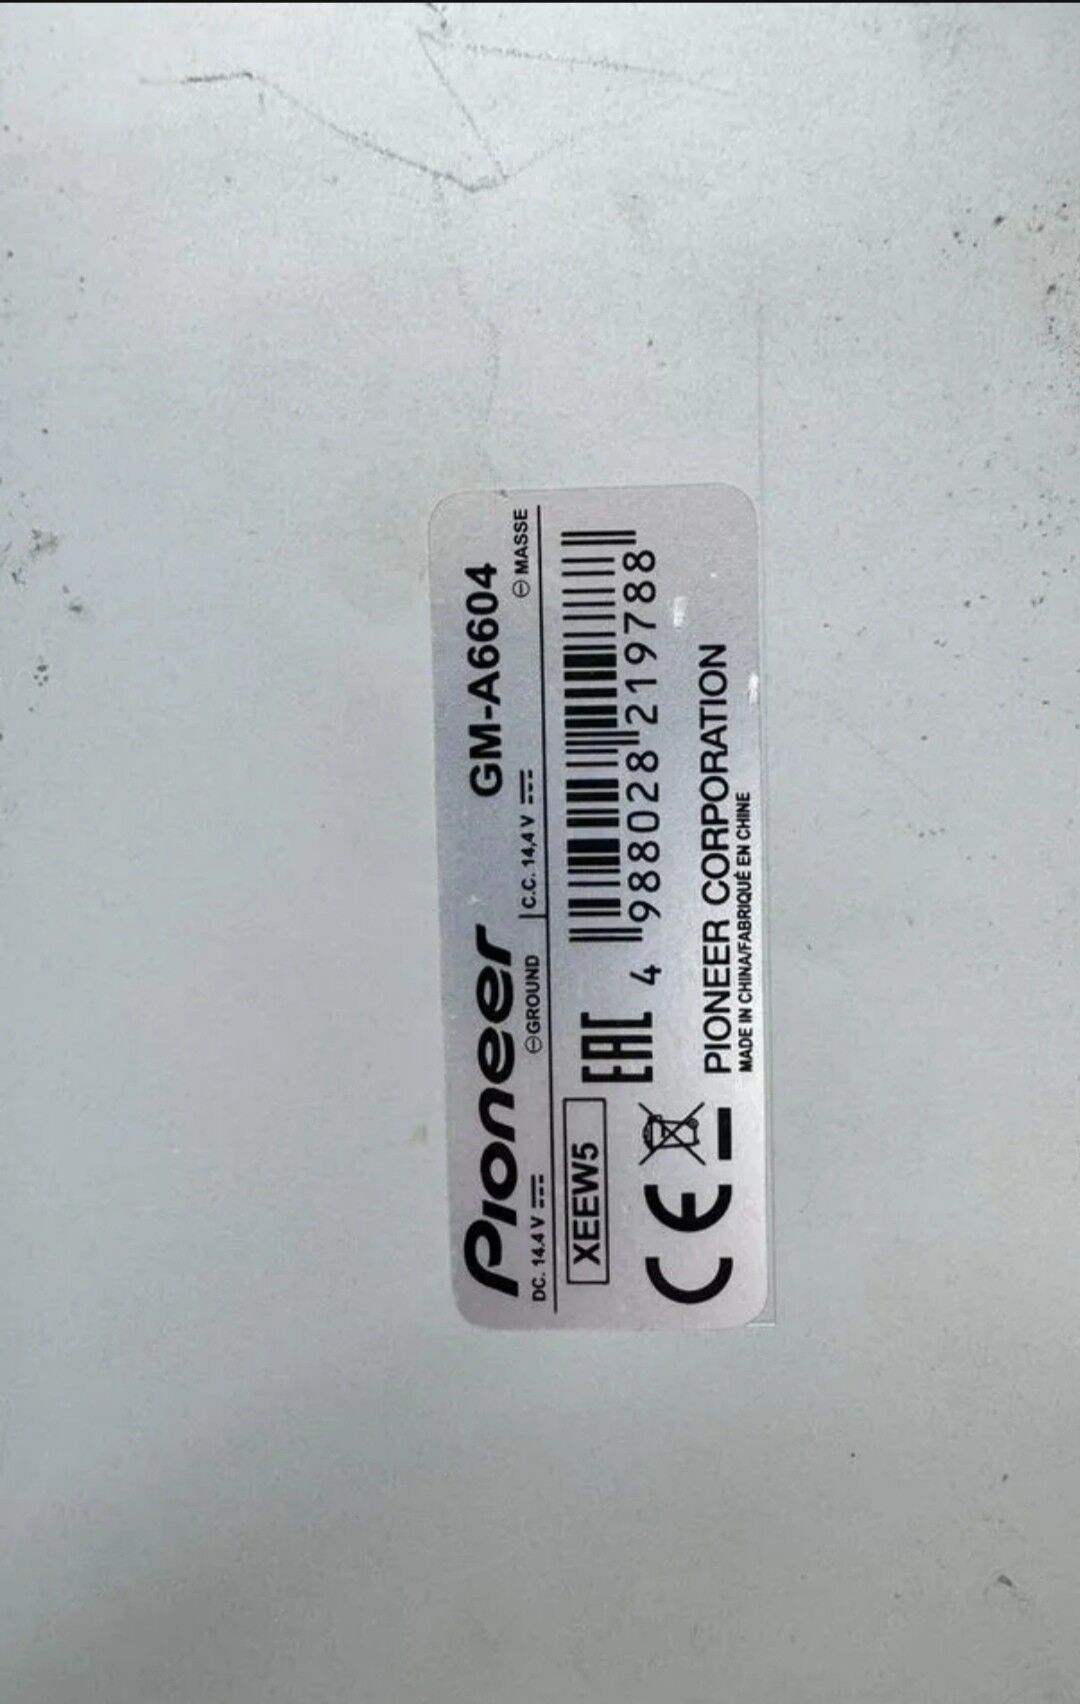 Pioneer GM-A6604
DC. 14.4 V ⎓ ⊖GROUND C.C. 14,4 V ⎓ ⊖ MASSE
XEEW5
EAC
4 988028 219788
CE
PIONEER CORPORATION
MADE IN CHINA/FABRIQUÉ EN CHINE